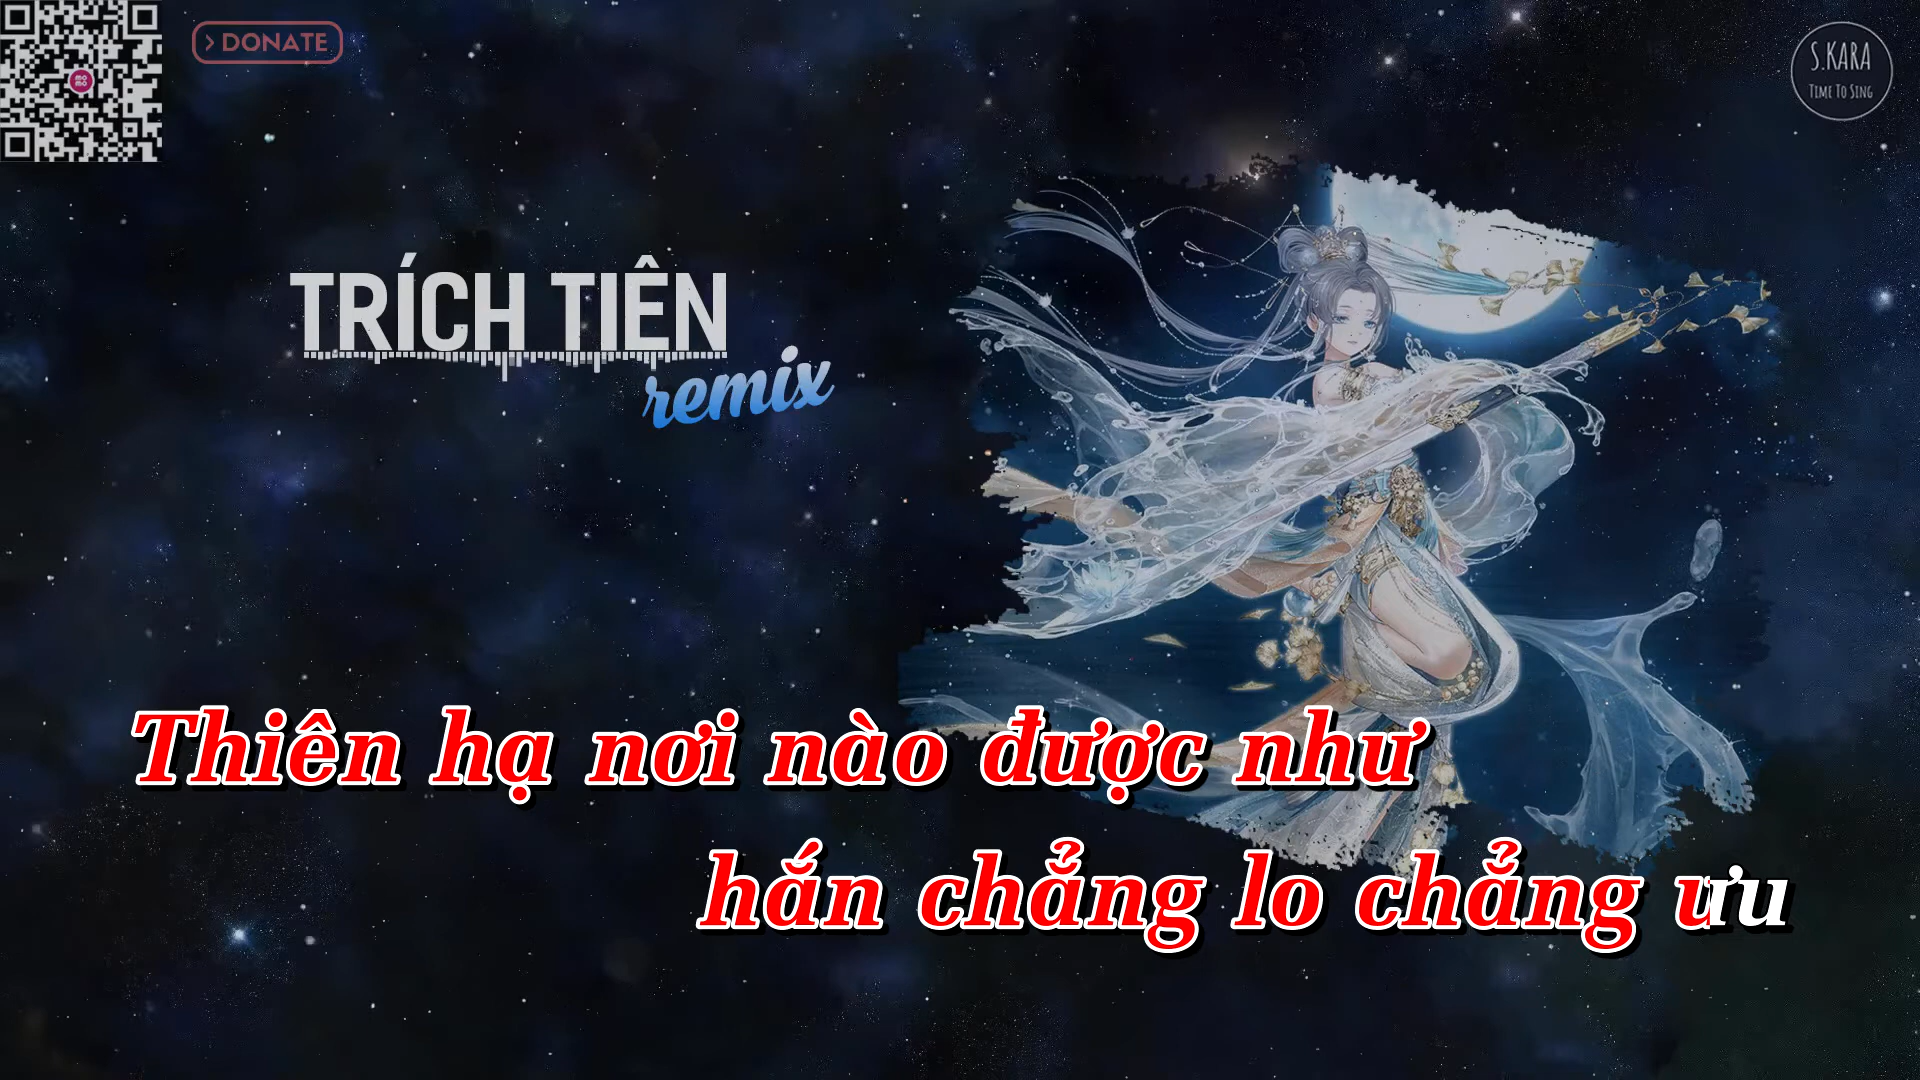 > DONATE
S.KARA
TIME TO SING
momo
TRÍCH TIÊN
remix
Thiên hạ nơi nào được như
hắn chẳng lo chẳng ưu